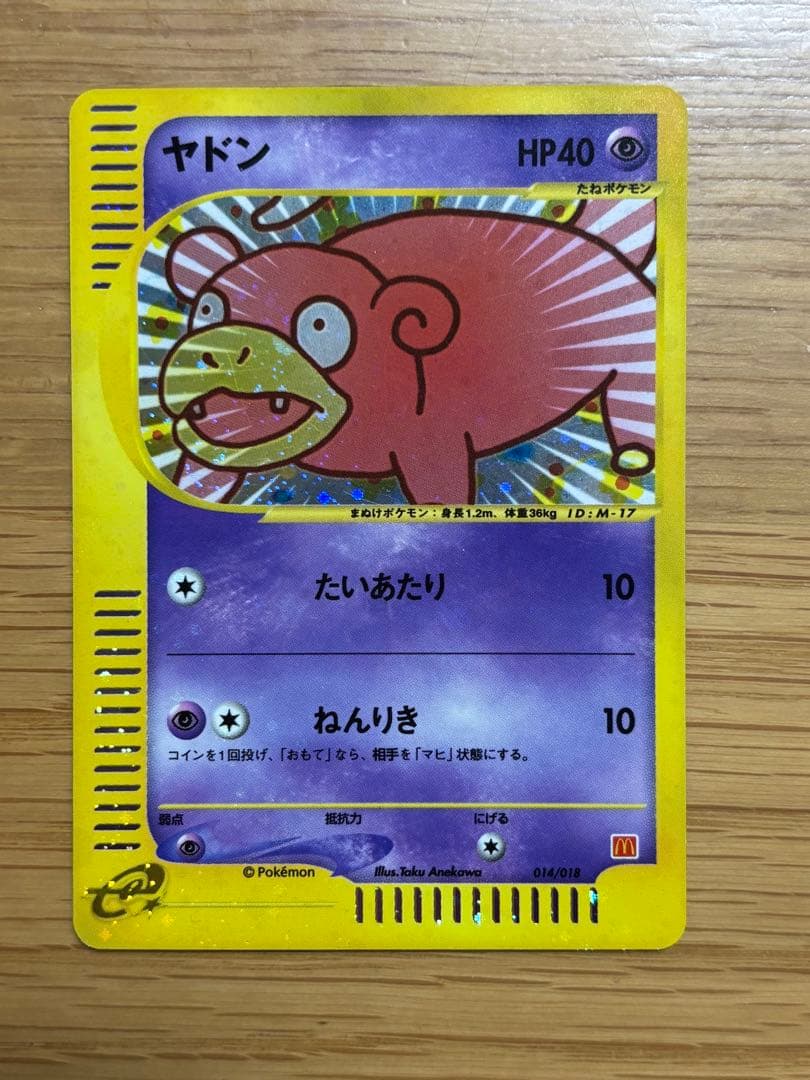 ヤドン HP40
たねポケモン
まぬけポケモン:身長1.2m、体重36kg ID:M-17
たいあたり 10
ねんりき 10
コインを1回投げ、「おもて」なら、相手を「マヒ」状態にする。
弱点 抵抗力 にげる
©Pokémon Illus.Taku Anekawa 014/018